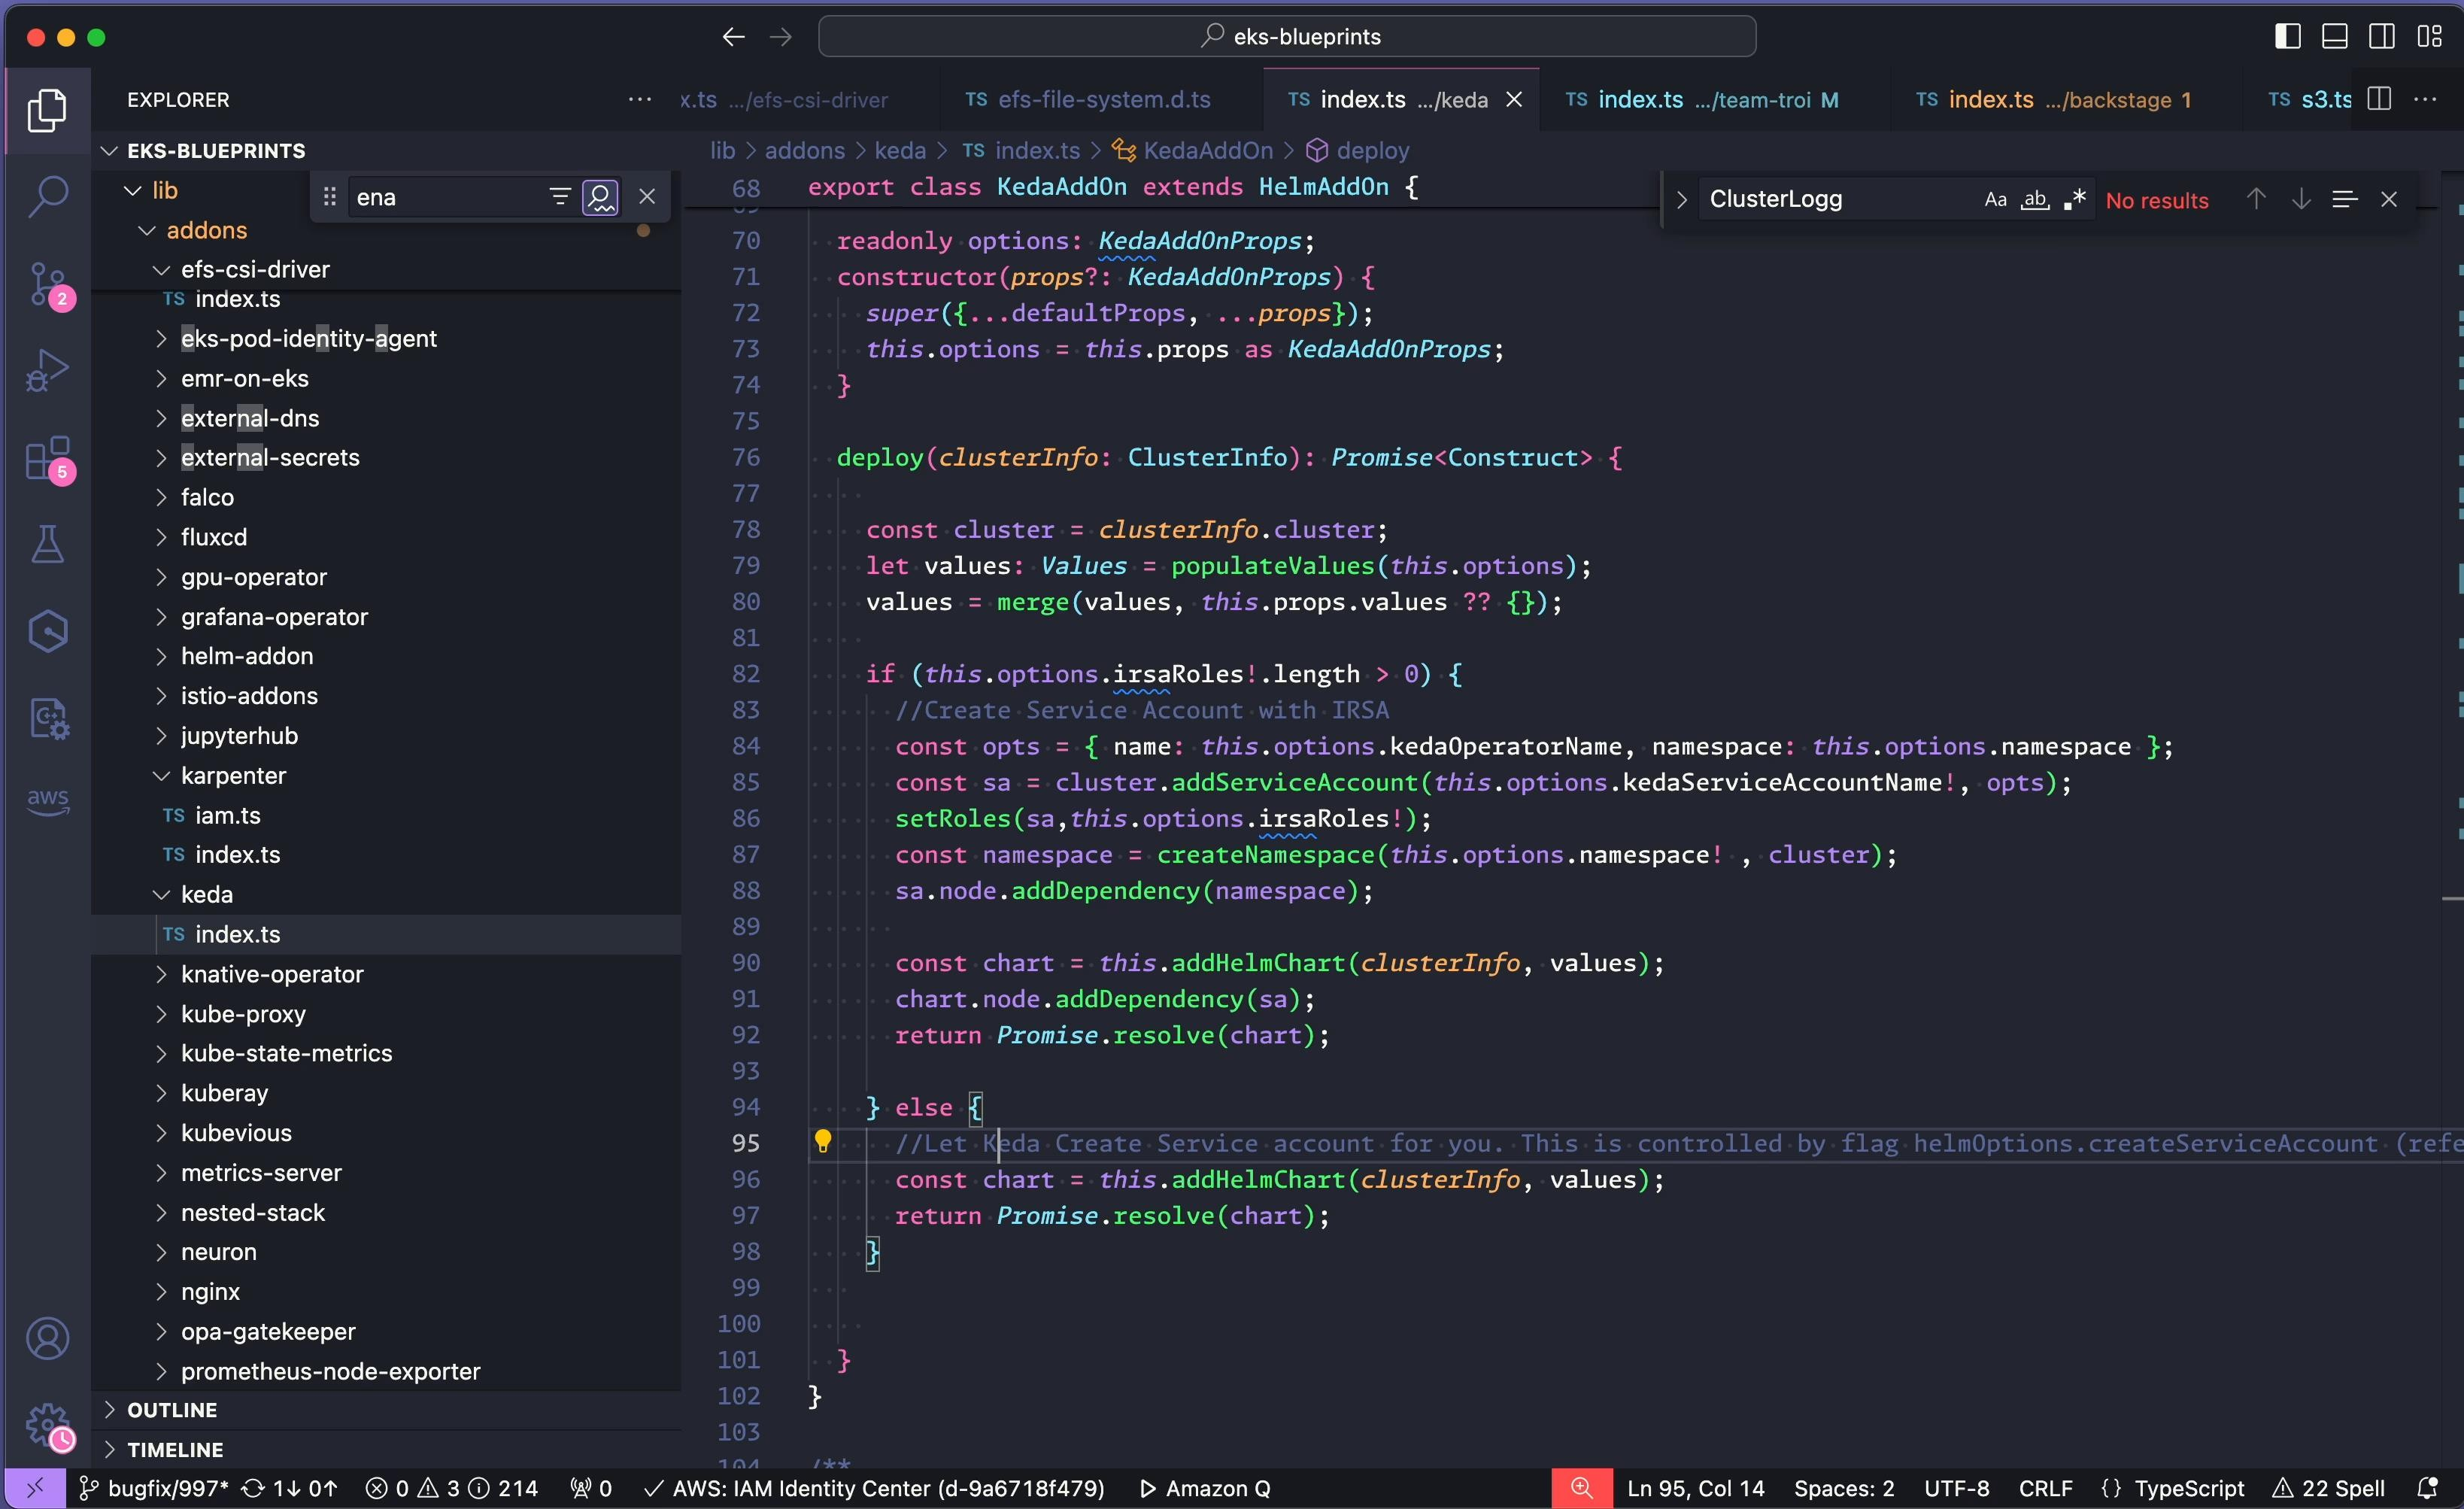 eks-blueprints
EXPLORER
x.ts .../efs-csi-driver
TS efs-file-system.d.ts
TS index.ts .../keda
TS index.ts .../team-troi M
TS index.ts .../backstage 1
TS s3.ts
EKS-BLUEPRINTS
lib
ena
addons
efs-csi-driver
TS index.ts
eks-pod-identity-agent
emr-on-eks
external-dns
external-secrets
falco
fluxcd
gpu-operator
grafana-operator
helm-addon
istio-addons
jupyterhub
karpenter
TS iam.ts
TS index.ts
keda
TS index.ts
knative-operator
kube-proxy
kube-state-metrics
kuberay
kubevious
metrics-server
nested-stack
neuron
nginx
opa-gatekeeper
prometheus-node-exporter
OUTLINE
TIMELINE
2
5
aws
lib > addons > keda > TS index.ts > KedaAddOn > deploy
ClusterLogg Aa ab .* No results
68 export class KedaAddOn extends HelmAddOn {
70 readonly options: KedaAddOnProps;
71 constructor(props?: KedaAddOnProps) {
72 super({...defaultProps, ...props});
73 this.options = this.props as KedaAddOnProps;
74 }
75
76 deploy(clusterInfo: ClusterInfo): Promise<Construct> {
77
78 const cluster = clusterInfo.cluster;
79 let values: Values = populateValues(this.options);
80 values = merge(values, this.props.values ?? {});
81
82 if (this.options.irsaRoles!.length > 0) {
83 //Create Service Account with IRSA
84 const opts = { name: this.options.kedaOperatorName, namespace: this.options.namespace };
85 const sa = cluster.addServiceAccount(this.options.kedaServiceAccountName!, opts);
86 setRoles(sa,this.options.irsaRoles!);
87 const namespace = createNamespace(this.options.namespace! , cluster);
88 sa.node.addDependency(namespace);
89
90 const chart = this.addHelmChart(clusterInfo, values);
91 chart.node.addDependency(sa);
92 return Promise.resolve(chart);
93
94 } else {
95 //Let Keda Create Service account for you. This is controlled by flag helmOptions.createServiceAccount (refe
96 const chart = this.addHelmChart(clusterInfo, values);
97 return Promise.resolve(chart);
98 }
99
100
101 }
102 }
103
104 /**
bugfix/997* 1↓ 0↑ 0 3 214 0 AWS: IAM Identity Center (d-9a6718f479) Amazon Q Ln 95, Col 14 Spaces: 2 UTF-8 CRLF {} TypeScript 22 Spell